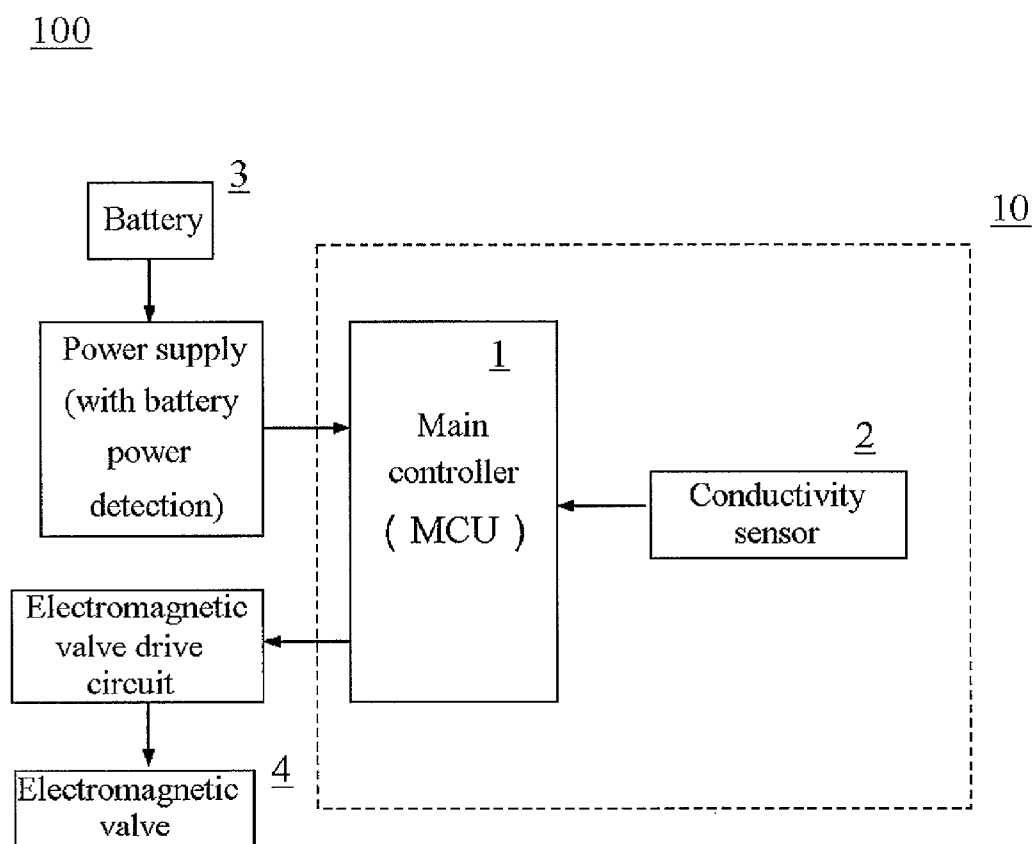 100
3
Battery
10
Power supply
(with battery
power
detection)
1
Main
controller
( MCU )
2
Conductivity
sensor
Electromagnetic
valve drive
circuit
4
Electromagnetic
valve